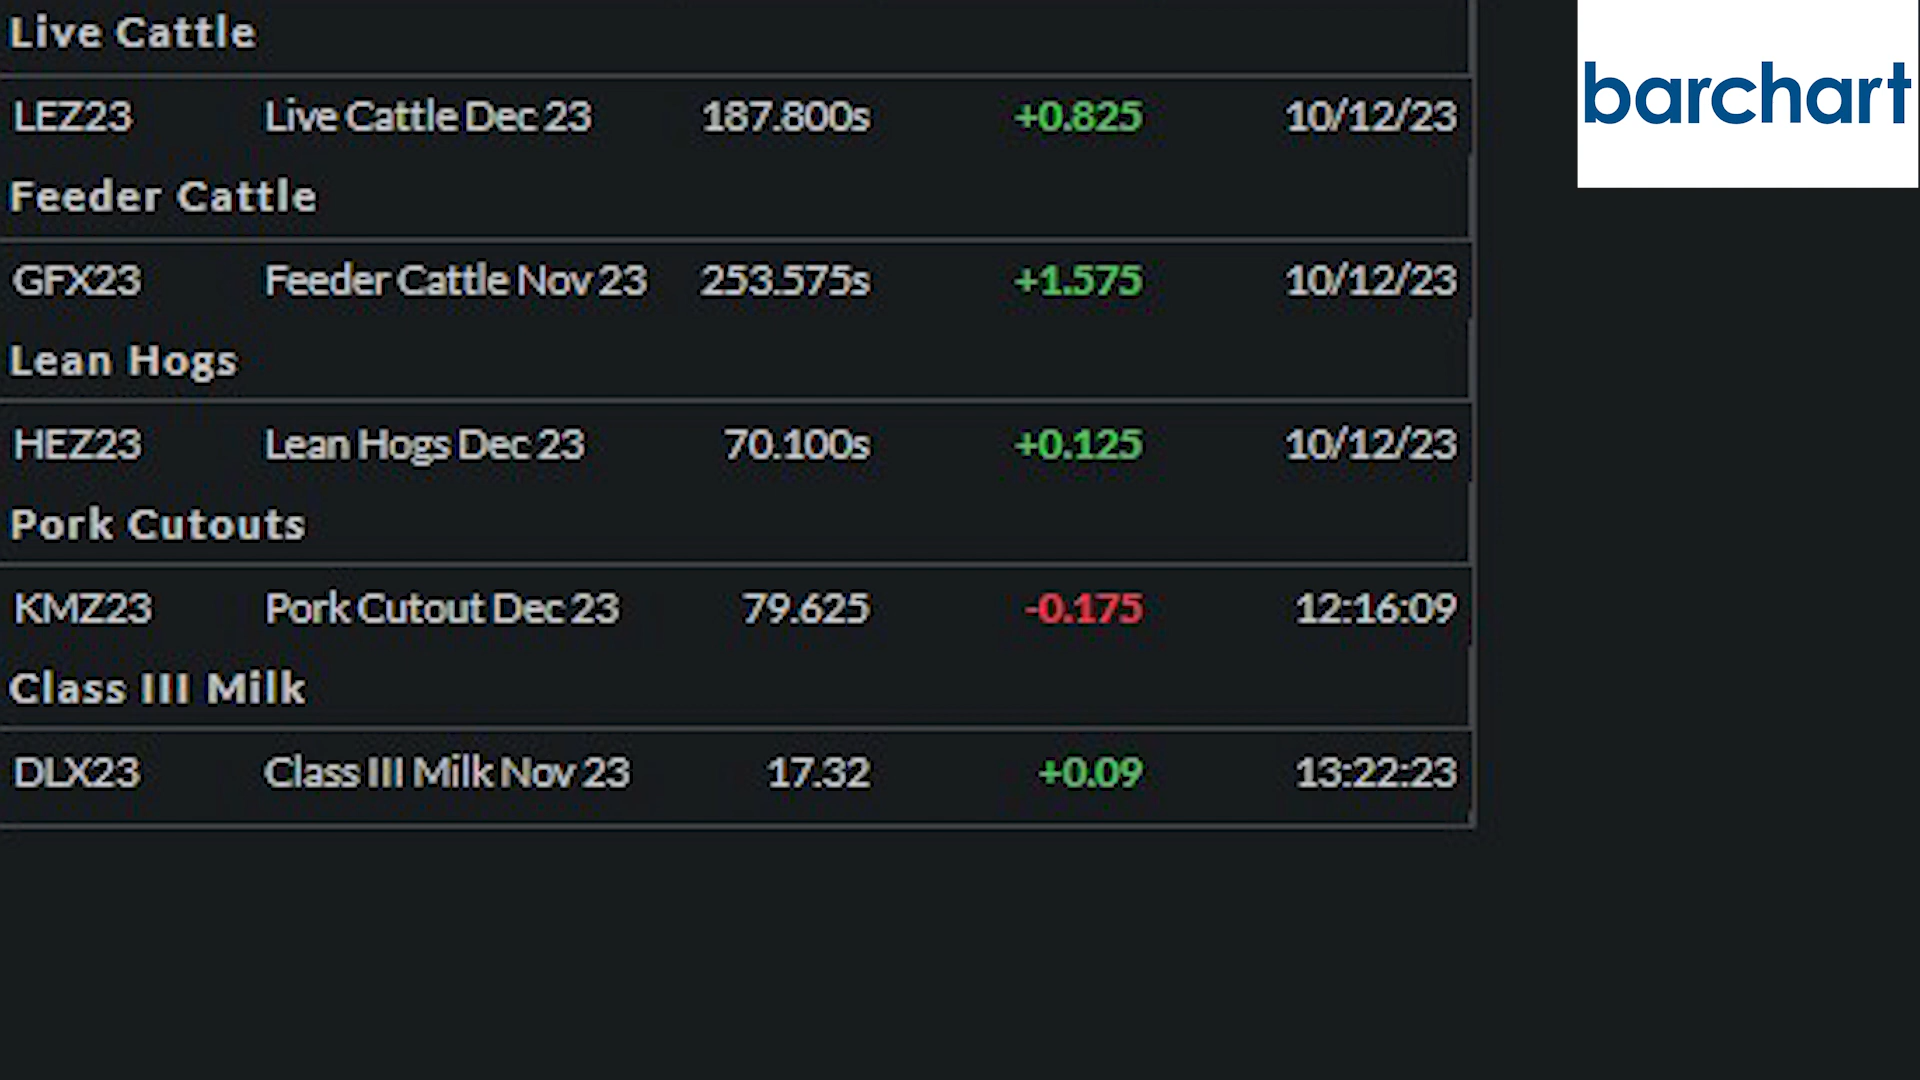 Live Cattle
LEZ23 Live Cattle Dec 23 187.800s +0.825 10/12/23
Feeder Cattle
GFX23 Feeder Cattle Nov 23 253.575s +1.575 10/12/23
Lean Hogs
HEZ23 Lean Hogs Dec 23 70.100s +0.125 10/12/23
Pork Cutouts
KMZ23 Pork Cutout Dec 23 79.625 -0.175 12:16:09
Class III Milk
DLX23 Class III Milk Nov 23 17.32 +0.09 13:22:23
barchart